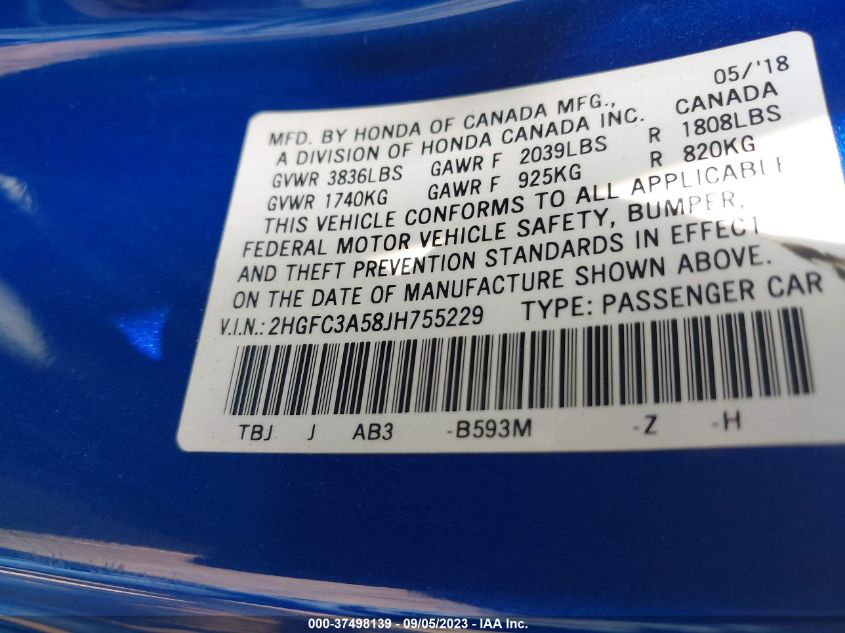 05/'18
MFD. BY HONDA OF CANADA MFG., CANADA
A DIVISION OF HONDA CANADA INC.
GVWR 3836LBS GAWR F 2039LBS R 1808LBS
GVWR 1740KG GAWR F 925KG R 820KG
THIS VEHICLE CONFORMS TO ALL APPLICABLE
FEDERAL MOTOR VEHICLE SAFETY, BUMPER,
AND THEFT PREVENTION STANDARDS IN EFFECT
ON THE DATE OF MANUFACTURE SHOWN ABOVE.
V.I.N.: 2HGFC3A58JH755229 TYPE: PASSENGER CAR
TBJ J AB3 -B593M -Z -H
000-37498139 - 09/05/2023 - IAA Inc.